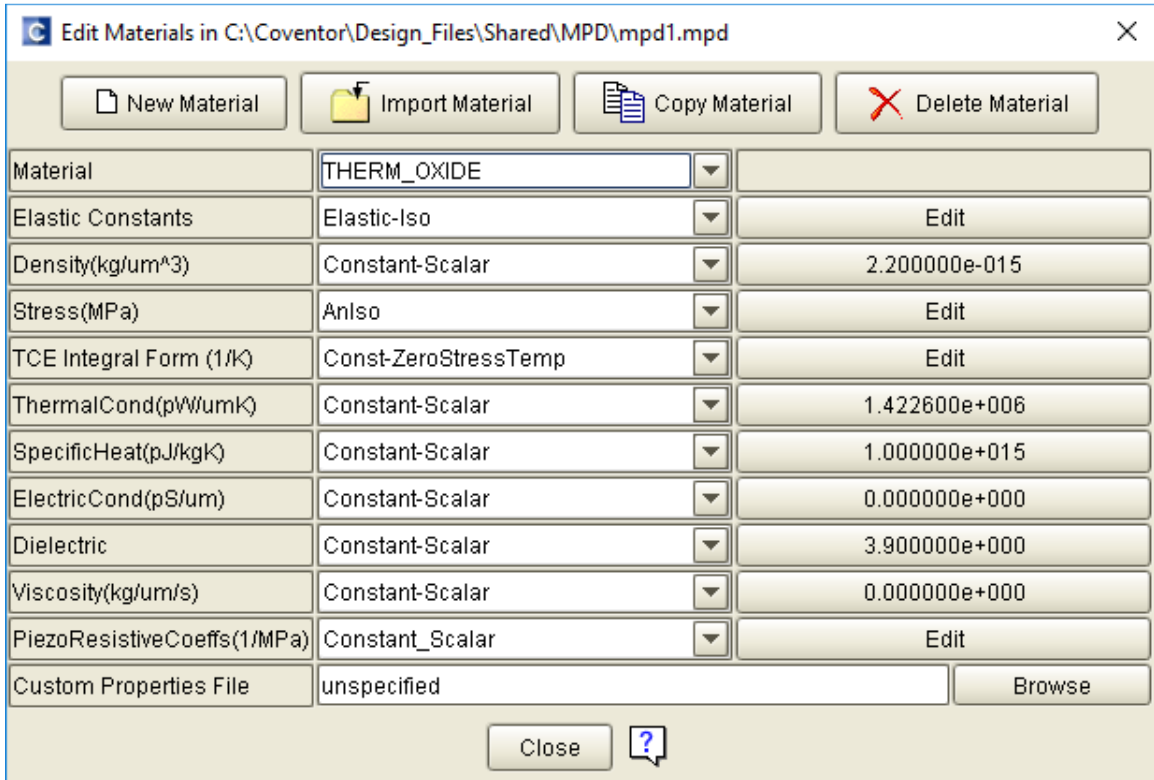 Edit Materials in C:\Coventor\Design_Files\Shared\MPD\mpd1.mpd
New Material Import Material Copy Material Delete Material
Material THERM_OXIDE
Elastic Constants Elastic-Iso Edit
Density(kg/um^3) Constant-Scalar 2.200000e-015
Stress(MPa) AnIso Edit
TCE Integral Form (1/K) Const-ZeroStressTemp Edit
ThermalCond(pW/umK) Constant-Scalar 1.422600e+006
SpecificHeat(pJ/kgK) Constant-Scalar 1.000000e+015
ElectricCond(pS/um) Constant-Scalar 0.000000e+000
Dielectric Constant-Scalar 3.900000e+000
Viscosity(kg/um/s) Constant-Scalar 0.000000e+000
PiezoResistiveCoeffs(1/MPa) Constant_Scalar Edit
Custom Properties File unspecified Browse
Close ?